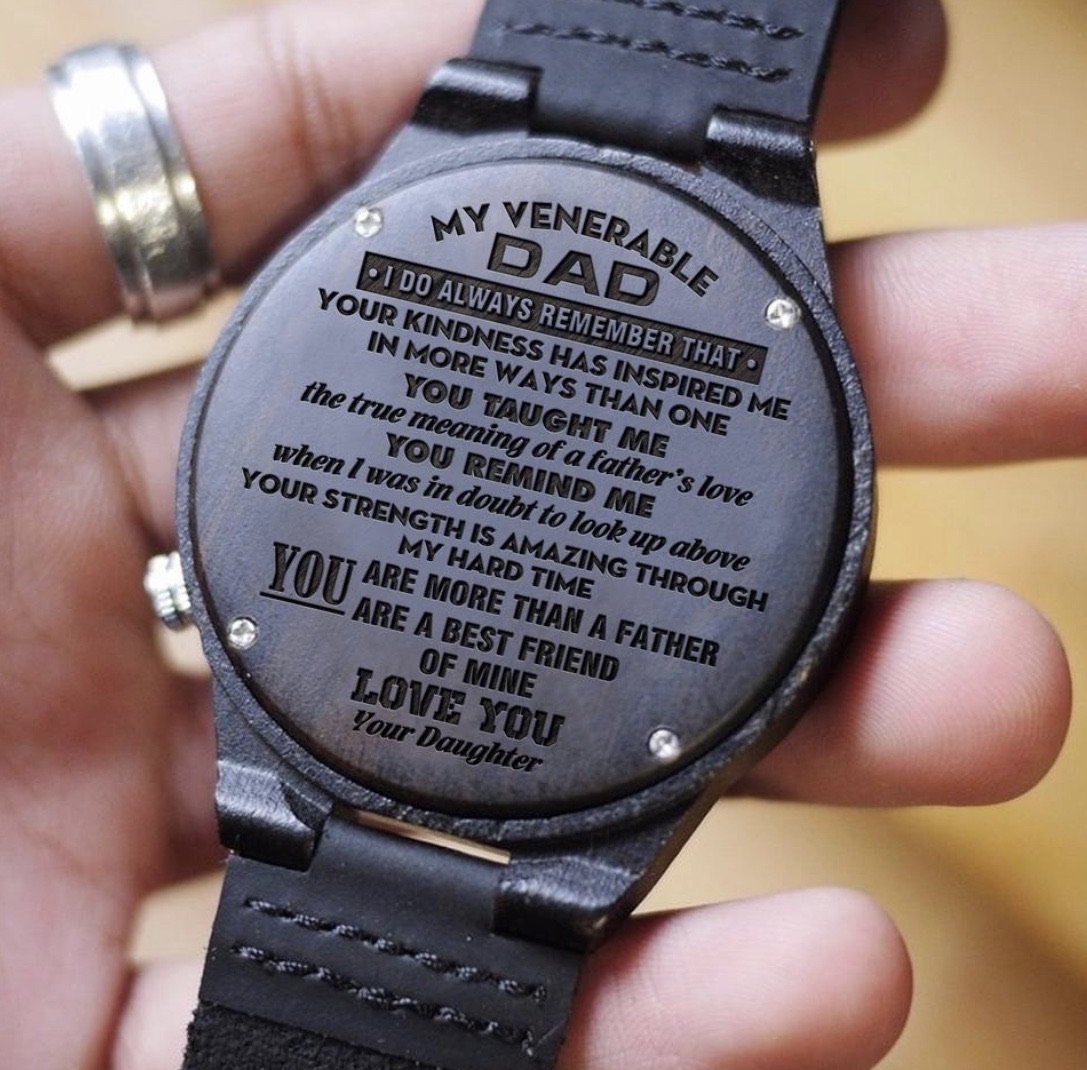 MY VENERABLE
DAD
• I DO ALWAYS REMEMBER THAT •
YOUR KINDNESS HAS INSPIRED ME
IN MORE WAYS THAN ONE
YOU TAUGHT ME
the true meaning of a father's love
YOU REMIND ME
when I was in doubt to look up above
YOUR STRENGTH IS AMAZING THROUGH
MY HARD TIME
YOU ARE MORE THAN A FATHER
ARE A BEST FRIEND
OF MINE
LOVE YOU
Your Daughter